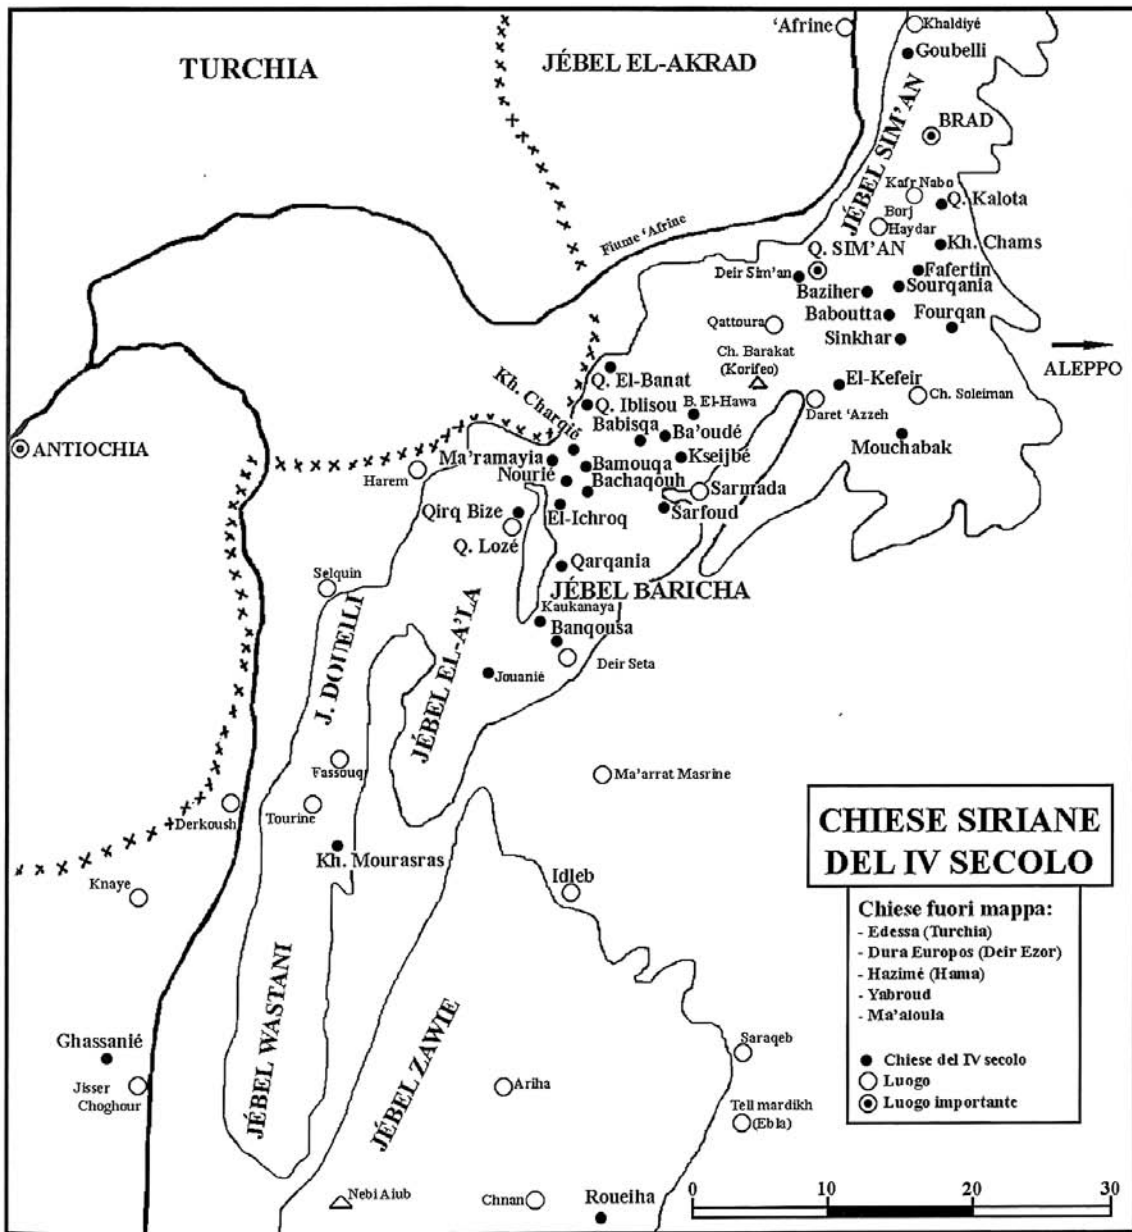 'Afrine
Khaldiyé
Goubelli
TURCHIA
JÉBEL EL-AKRAD
JÉBEL SIM'AN
BRAD
Kafr Nabo
Q. Kalota
Borj
Haydar
Fiume 'Afrine
Kh. Chams
Q. SIM'AN
Deir Sim'an
Fafertin
Baziher
Sourqania
Baboutta
Fourqan
Qattoura
Sinkhar
Ch. Barakat
(Korifeo)
ALEPPO
Kh. Charqié
Q. El-Banat
El-Kefeir
Q. Iblisou
B. El-Hawa
Daret 'Azzeh
Ch. Soleiman
Babisqa
Ba'oudé
Mouchabak
ANTIOCHIA
Ma'ramayia
Bamouqa
Kseijbé
Harem
Nourié
Bachaqouh
Sarmada
Qirq Bize
El-Ichroq
Sarfoud
Q. Lozé
Qarqania
Selquin
JÉBEL BARICHA
Kaukanaya
Banqousa
J. DOUEILI
JÉBEL EL-A'LA
Deir Seta
Jouanié
Fassouq
Ma'arrat Masrine
Derkoush
Tourine
Kh. Mourasras
Knaye
Idleb
CHIESE SIRIANE
DEL IV SECOLO
Chiese fuori mappa:
- Edessa (Turchia)
- Dura Europos (Deir Ezor)
- Hazimé (Hama)
- Yabroud
- Ma'aloula
Chiese del IV secolo
Luogo
Luogo importante
JÉBEL WASTANI
JÉBEL ZAWIE
Ghassanié
Jisser
Choghour
Ariha
Saraqeb
Tell mardikh
(Ebla)
Nebi Aiub
Chnan
Roueiha
0 10 20 30